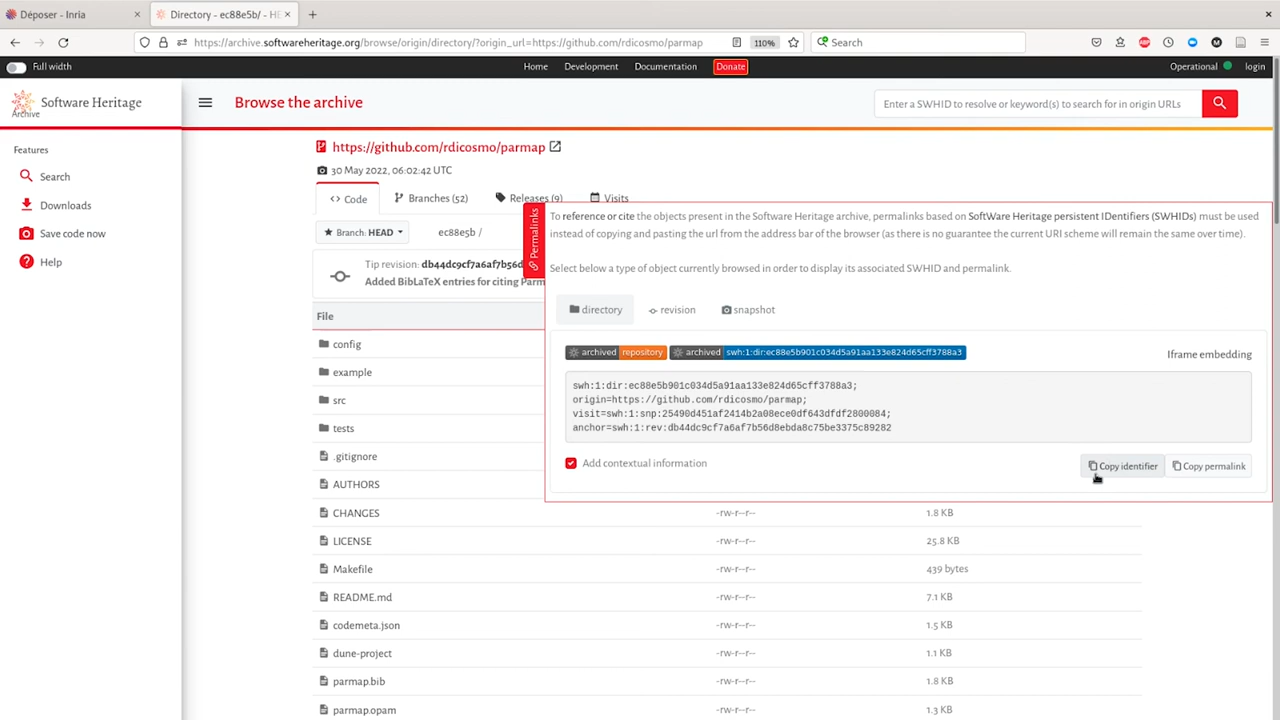 Déposer - Inria
Directory - ec88e5b/ - HE
https://archive.softwareheritage.org/browse/origin/directory/?origin_url=https://github.com/rdicosmo/parmap
110%
Search
Full width
Home
Development
Documentation
Donate
Operational
login
Software Heritage
Archive
Browse the archive
Enter a SWHID to resolve or keyword(s) to search for in origin URLs
Features
Search
Downloads
Save code now
Help
https://github.com/rdicosmo/parmap
30 May 2022, 06:02:42 UTC
<> Code
Branches (52)
Releases (9)
Visits
Branch: HEAD
ec88e5b /
Tip revision: db44dc9cf7a6af7b56d
Added BibLaTeX entries for citing Parm
Permalinks
To reference or cite the objects present in the Software Heritage archive, permalinks based on SoftWare Heritage persistent IDentifiers (SWHIDs) must be used
instead of copying and pasting the url from the address bar of the browser (as there is no guarantee the current URI scheme will remain the same over time).
Select below a type of object currently browsed in order to display its associated SWHID and permalink.
directory
revision
snapshot
archived repository
archived swh:1:dir:ec88e5b901c034d5a91aa133e824d65cff3788a3
Iframe embedding
swh:1:dir:ec88e5b901c034d5a91aa133e824d65cff3788a3;
origin=https://github.com/rdicosmo/parmap;
visit=swh:1:snp:25490d451af2414b2a08ece0df643dfdf2800084;
anchor=swh:1:rev:db44dc9cf7a6af7b56d8ebda8c75be3375c89282
Add contextual information
Copy identifier
Copy permalink
File
config
example
src
tests
.gitignore
AUTHORS
CHANGES -rw-r--r-- 1.8 KB
LICENSE -rw-r--r-- 25.8 KB
Makefile -rw-r--r-- 439 bytes
README.md -rw-r--r-- 7.1 KB
codemeta.json -rw-r--r-- 1.5 KB
dune-project -rw-r--r-- 1.1 KB
parmap.bib -rw-r--r-- 1.8 KB
parmap.opam -rw-r--r-- 1.3 KB